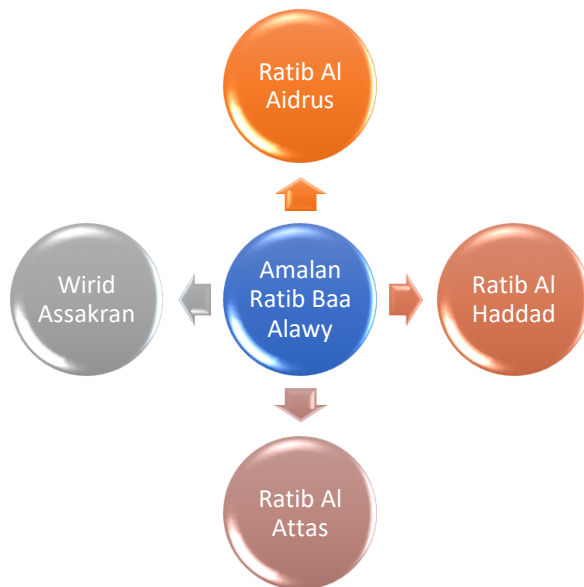 Ratib Al
Aidrus
Wirid
Assakran
Amalan
Ratib Baa
Alawy
Ratib Al
Haddad
Ratib Al
Attas